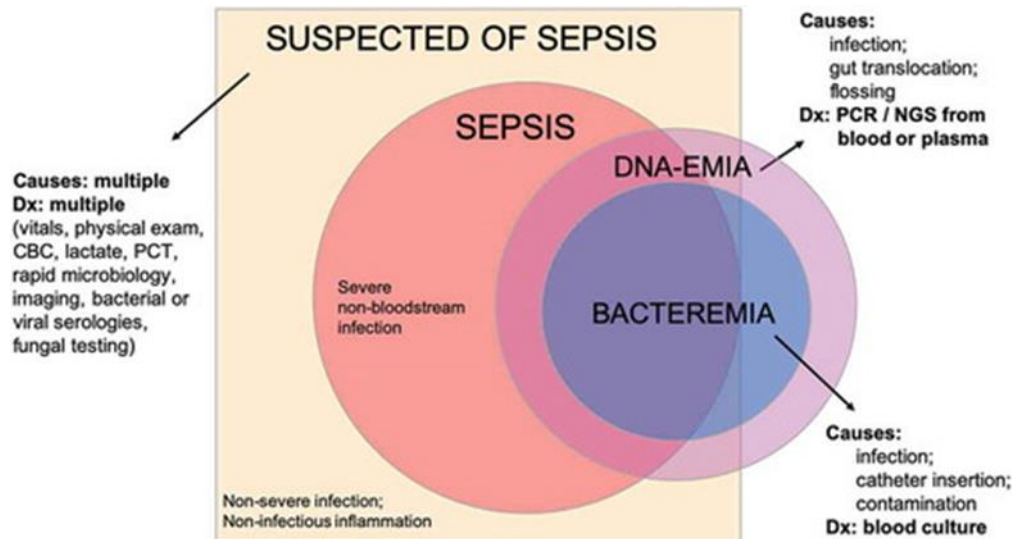 SUSPECTED OF SEPSIS
SEPSIS
DNA-EMIA
BACTEREMIA
Severe
non-bloodstream
infection
Non-severe infection;
Non-infectious inflammation
Causes: multiple
Dx: multiple
(vitals, physical exam,
CBC, lactate, PCT,
rapid microbiology,
imaging, bacterial or
viral serologies,
fungal testing)
Causes:
infection;
gut translocation;
flossing
Dx: PCR / NGS from
blood or plasma
Causes:
infection;
catheter insertion;
contamination
Dx: blood culture